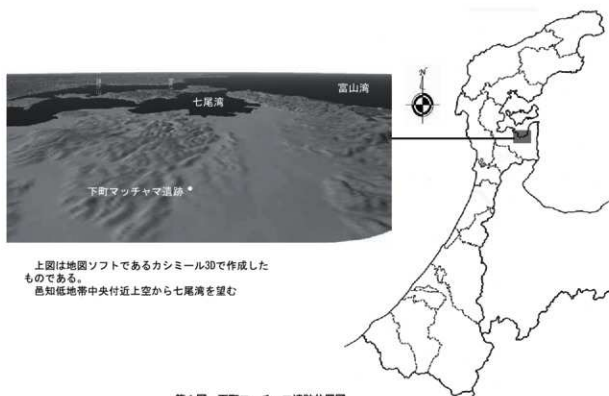 富山湾
七尾湾
N
下町マッチャマ遺跡
上図は地図ソフトであるカシミール3Dで作成した
ものである。
邑知低地帯中央付近上空から七尾湾を望む